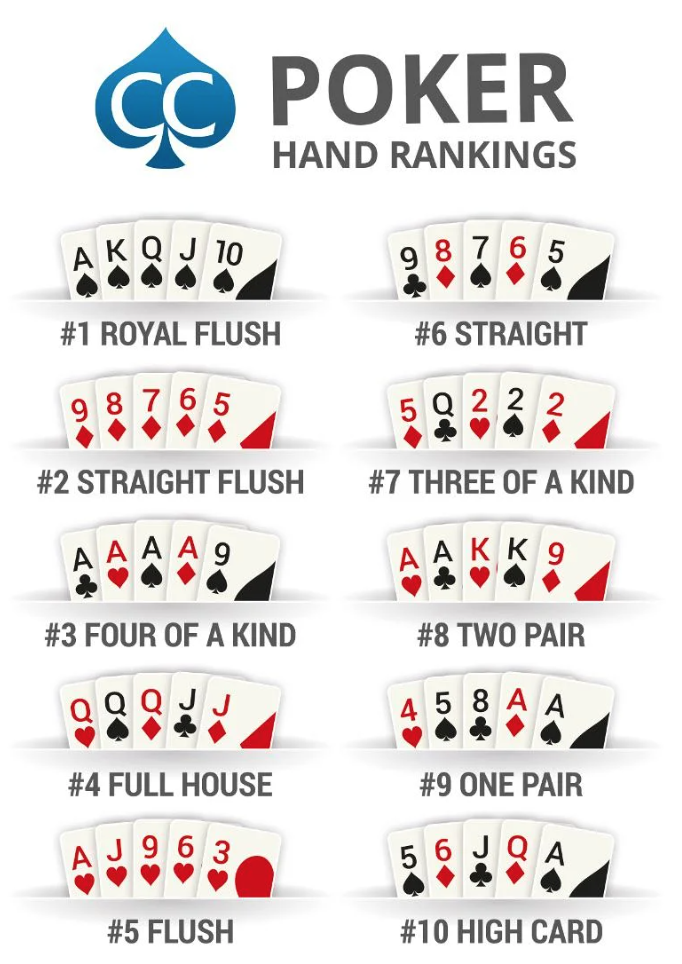 CC
POKER
HAND RANKINGS
A K Q J 10
#1 ROYAL FLUSH
9 8 7 6 5
#2 STRAIGHT FLUSH
A A A A 9
#3 FOUR OF A KIND
Q Q Q J J
#4 FULL HOUSE
A J 9 6 3
#5 FLUSH
9 8 7 6 5
#6 STRAIGHT
5 Q 2 2 2
#7 THREE OF A KIND
A A K K 9
#8 TWO PAIR
4 5 8 A A
#9 ONE PAIR
5 6 J Q A
#10 HIGH CARD